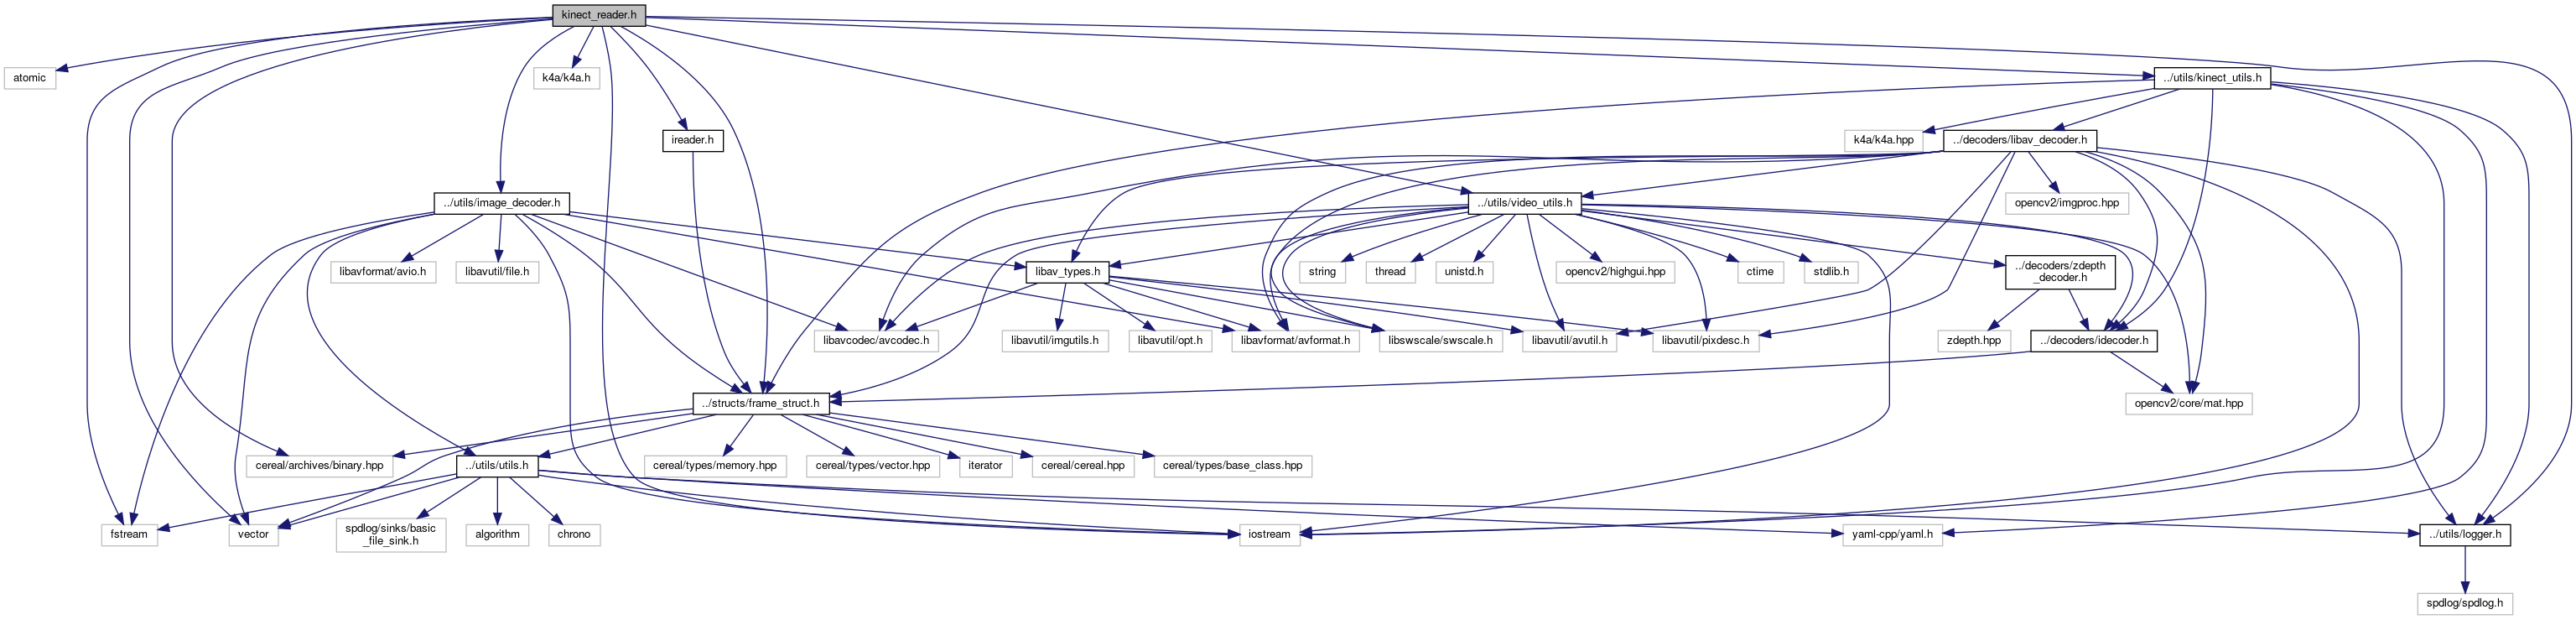 kinect_reader.h
atomic
k4a/k4a.h
../utils/kinect_utils.h
ireader.h
k4a/k4a.hpp
../decoders/libav_decoder.h
../utils/image_decoder.h
../utils/video_utils.h
opencv2/imgproc.hpp
libavformat/avio.h
libavutil/file.h
libav_types.h
string
thread
unistd.h
opencv2/highgui.hpp
ctime
stdlib.h
../decoders/zdepth
_decoder.h
libavcodec/avcodec.h
libavutil/imgutils.h
libavutil/opt.h
libavformat/avformat.h
libswscale/swscale.h
libavutil/avutil.h
libavutil/pixdesc.h
zdepth.hpp
../decoders/idecoder.h
../structs/frame_struct.h
opencv2/core/mat.hpp
cereal/archives/binary.hpp
../utils/utils.h
cereal/types/memory.hpp
cereal/types/vector.hpp
iterator
cereal/cereal.hpp
cereal/types/base_class.hpp
fstream
vector
spdlog/sinks/basic
_file_sink.h
algorithm
chrono
iostream
yaml-cpp/yaml.h
../utils/logger.h
spdlog/spdlog.h